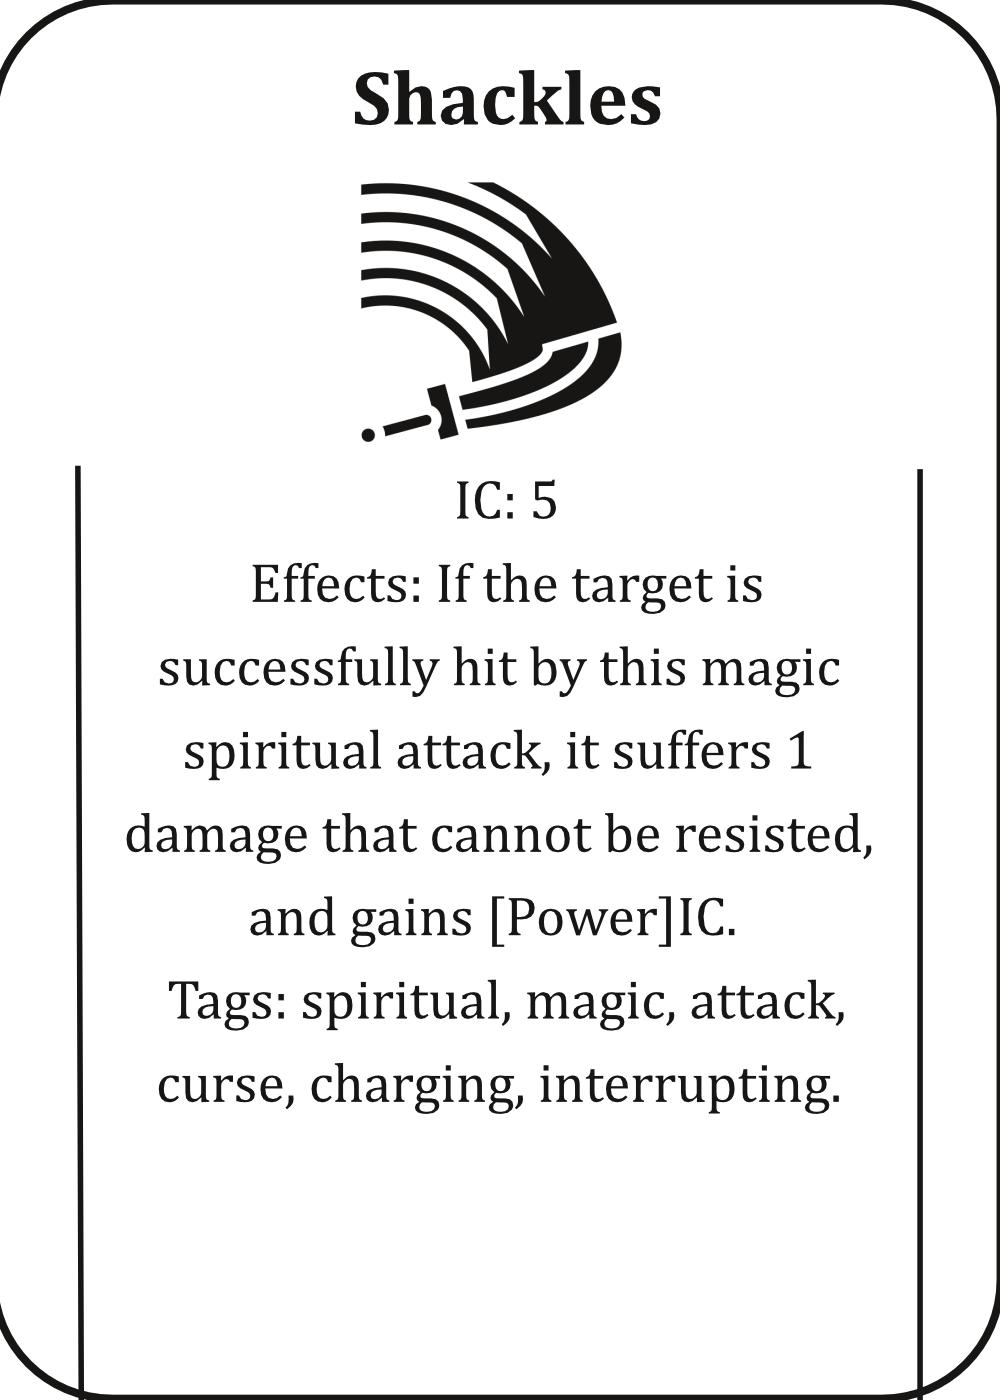 Shackles
IC: 5
Effects: If the target is
successfully hit by this magic
spiritual attack, it suffers 1
damage that cannot be resisted,
and gains [Power]IC.
Tags: spiritual, magic, attack,
curse, charging, interrupting.